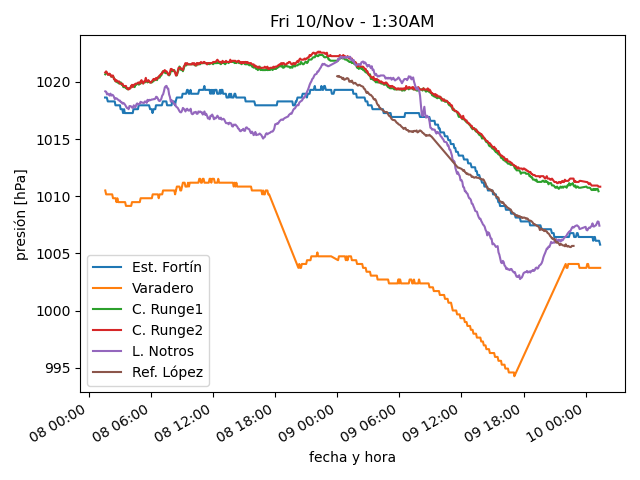 Fri 10/Nov - 1:30AM
presión [hPa]
1020
1015
1010
1005
1000
995
Est. Fortín
Varadero
C. Runge1
C. Runge2
L. Notros
Ref. López
08 00:00
08 06:00
08 12:00
08 18:00
09 00:00
09 06:00
09 12:00
09 18:00
10 00:00
fecha y hora